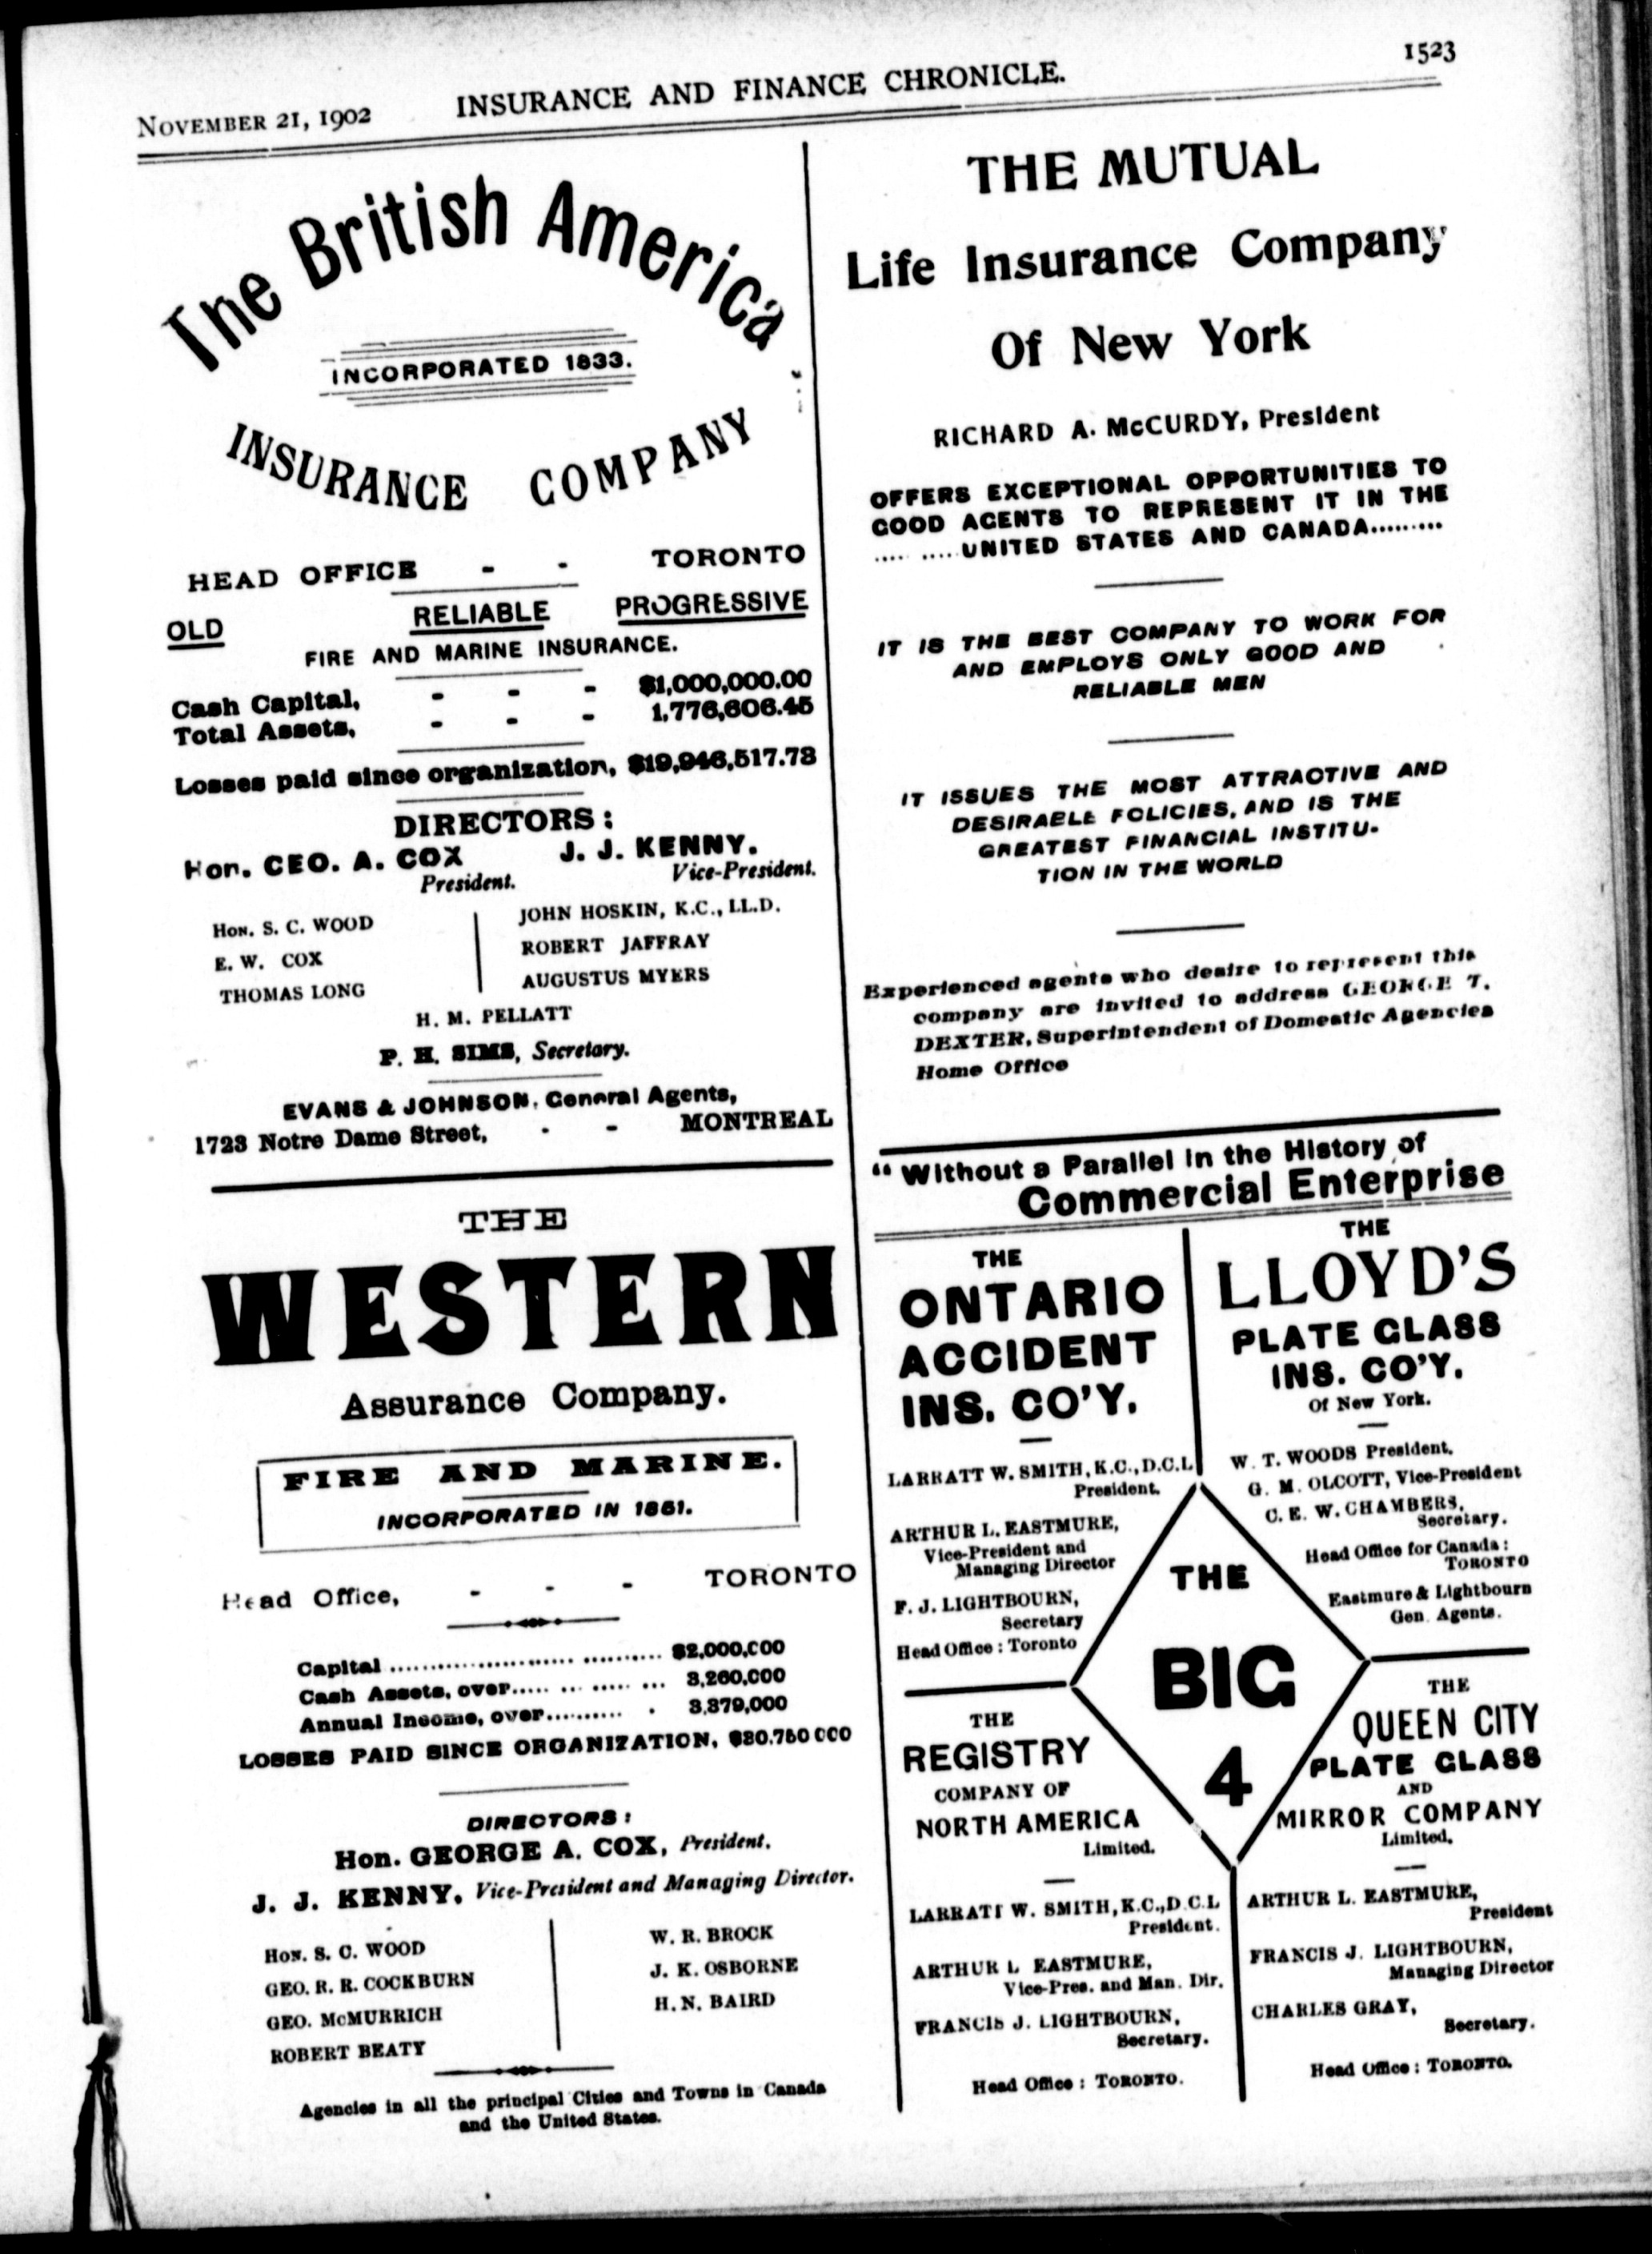 NOVEMBER 21, 1902 INSURANCE AND FINANCE CHRONICLE. 1523
The British America
INCORPORATED 1833.
INSURANCE COMPANY
HEAD OFFICE - - TORONTO
OLD RELIABLE PROGRESSIVE
FIRE AND MARINE INSURANCE.
Cash Capital, - - - $1,000,000.00
Total Assets, - - - 1,776,606.45
Losses paid since organization, $19,946,517.73
DIRECTORS:
Hon. GEO. A. COX J. J. KENNY.
President. Vice-President.
HON. S. C. WOOD
E. W. COX
THOMAS LONG
JOHN HOSKIN, K.C., LL.D.
ROBERT JAFFRAY
AUGUSTUS MYERS
H. M. PELLATT
P. H. SIMS, Secretary.
EVANS & JOHNSON, General Agents,
1723 Notre Dame Street, - - MONTREAL
THE
WESTERN
Assurance Company.
FIRE AND MARINE.
INCORPORATED IN 1851.
Head Office, - - - TORONTO
Capital .................................. $2,000,000
Cash Assets, over..... ... ..... ... 3,260,000
Annual Income, over.......... . 3,379,000
LOSSES PAID SINCE ORGANIZATION, $30,750 000
DIRECTORS:
Hon. GEORGE A. COX, President.
J. J. KENNY, Vice-President and Managing Director.
HON. S. C. WOOD
GEO. R. R. COCKBURN
GEO. McMURRICH
ROBERT BEATY
W. R. BROCK
J. K. OSBORNE
H. N. BAIRD
Agencies in all the principal Cities and Towns in Canada
and the United States.
THE MUTUAL
Life Insurance Company
Of New York
RICHARD A. McCURDY, President
OFFERS EXCEPTIONAL OPPORTUNITIES TO
GOOD AGENTS TO REPRESENT IT IN THE
..... .....UNITED STATES AND CANADA.........
IT IS THE BEST COMPANY TO WORK FOR
AND EMPLOYS ONLY GOOD AND
RELIABLE MEN
IT ISSUES THE MOST ATTRACTIVE AND
DESIRABLE POLICIES, AND IS THE
GREATEST FINANCIAL INSTITU-
TION IN THE WORLD
Experienced agents who desire to represent this
company are invited to address GEORGE T.
DEXTER, Superintendent of Domestic Agencies
Home Office
"Without a Parallel in the History of
Commercial Enterprise
THE
ONTARIO
ACCIDENT
INS. CO'Y.
LARRATT W. SMITH, K.C., D.C.L
President.
ARTHUR L. EASTMURE,
Vice-President and
Managing Director
F. J. LIGHTBOURN,
Secretary
Head Office: Toronto
THE
LLOYD'S
PLATE GLASS
INS. CO'Y.
Of New York.
W. T. WOODS President.
G. M. OLCOTT, Vice-President
C. E. W. CHAMBERS,
Secretary.
Head Office for Canada:
TORONTO
Eastmure & Lightbourn
Gen. Agents.
THE
BIG
4
THE
REGISTRY
COMPANY OF
NORTH AMERICA
Limited.
LARRATT W. SMITH, K.C., D.C.L
President.
ARTHUR L EASTMURE,
Vice-Pres. and Man. Dir.
FRANCIS J. LIGHTBOURN,
Secretary.
Head Office: TORONTO.
THE
QUEEN CITY
PLATE GLASS
AND
MIRROR COMPANY
Limited.
ARTHUR L. EASTMURE,
President
FRANCIS J. LIGHTBOURN,
Managing Director
CHARLES GRAY,
Secretary.
Head Office: TORONTO.